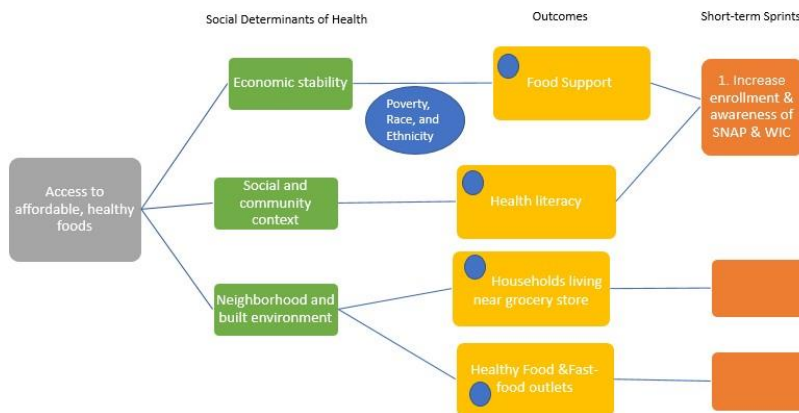 Social Determinants of Health
Outcomes
Short-term Sprints
Economic stability
Poverty,
Race, and
Ethnicity
Food Support
1. Increase
enrollment &
awareness of
SNAP & WIC
Access to
affordable, healthy
foods
Social and
community
context
Health literacy
Neighborhood and
built environment
Households living
near grocery store
Healthy Food &Fast-
food outlets